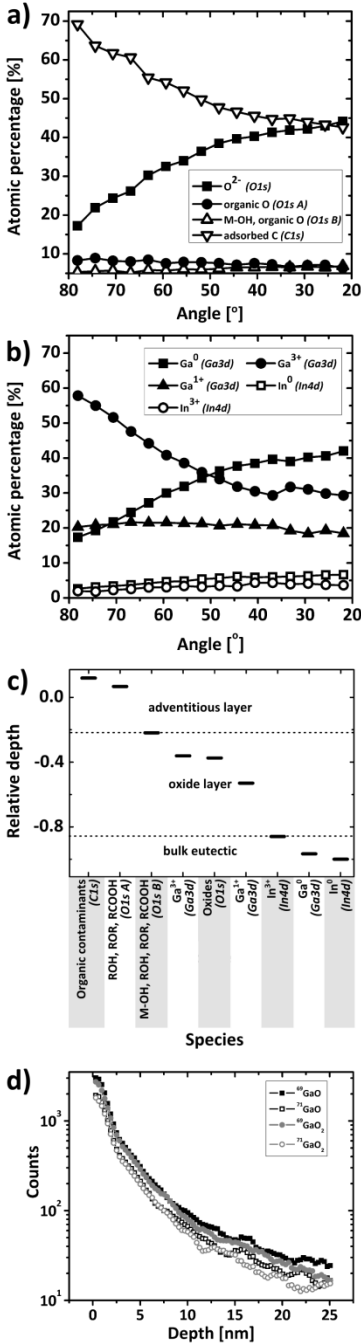 a)
Atomic percentage [%]
70
60
50
40
30
20
10
O²⁻ (O1s)
organic O (O1s A)
M-OH, organic O (O1s B)
adsorbed C (C1s)
80 70 60 50 40 30 20
Angle [°]
b)
Atomic percentage [%]
70
60
50
40
30
20
10
0
Ga⁰ (Ga3d) Ga³⁺ (Ga3d)
Ga¹⁺ (Ga3d) In⁰ (In4d)
In³⁺ (In4d)
80 70 60 50 40 30 20
Angle [°]
c)
Relative depth
0.0
-0.4
-0.8
adventitious layer
oxide layer
bulk eutectic
Organic contaminants (C1s)
ROH, ROR, RCOOH (O1s A)
M-OH, ROH, ROR, RCOOH (O1s B)
Ga³⁺ (Ga3d)
Oxides (O1s)
Ga¹⁺ (Ga3d)
In³⁺ (In4d)
Ga⁰ (Ga3d)
In⁰ (In4d)
Species
d)
Counts
10³
10²
10¹
⁶⁹GaO
⁷¹GaO
⁶⁹GaO₂
⁷¹GaO₂
0 5 10 15 20 25
Depth [nm]